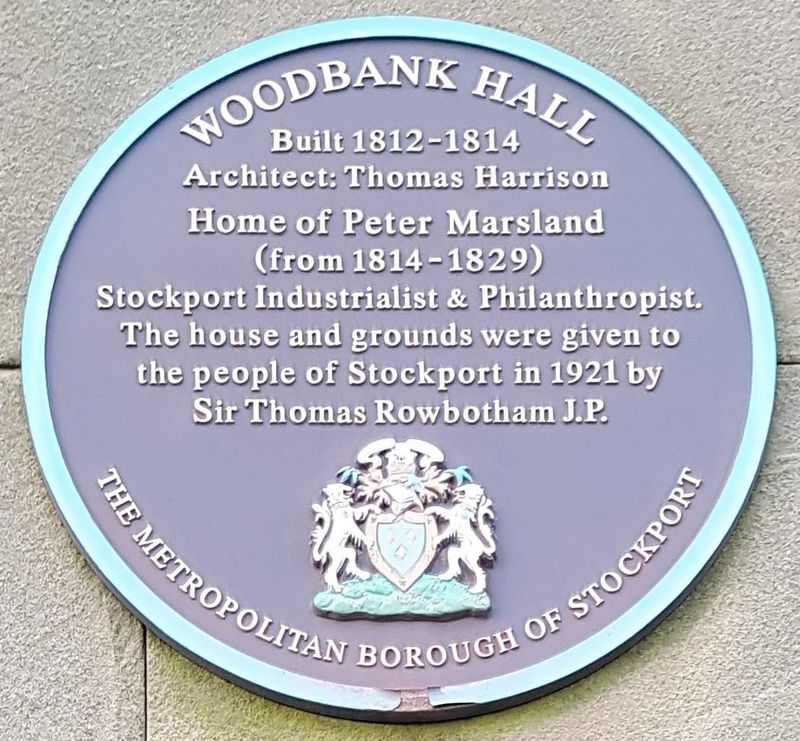 WOODBANK HALL
Built 1812-1814
Architect: Thomas Harrison
Home of Peter Marsland
(from 1814-1829)
Stockport Industrialist & Philanthropist.
The house and grounds were given to
the people of Stockport in 1921 by
Sir Thomas Rowbotham J.P.
THE METROPOLITAN BOROUGH OF STOCKPORT